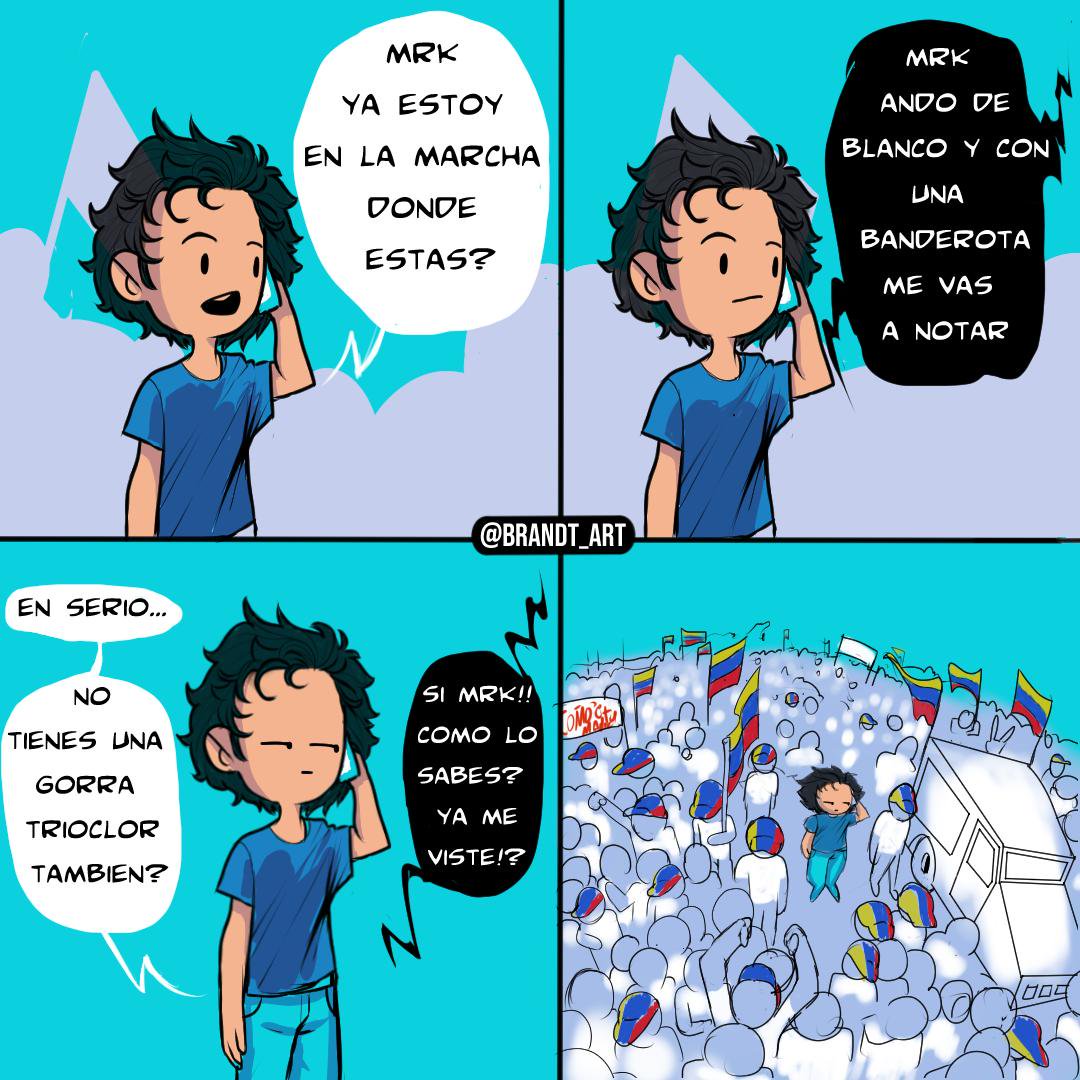 MRK
YA ESTOY
EN LA MARCHA
DONDE
ESTAS?
MRK
ANDO DE
BLANCO Y CON
UNA
BANDEROTA
ME VAS
A NOTAR
@BRANDT_ART
EN SERIO...
NO
TIENES UNA
GORRA
TRIOCLOR
TAMBIEN?
SI MRK!!
COMO LO
SABES?
YA ME
VISTE!?